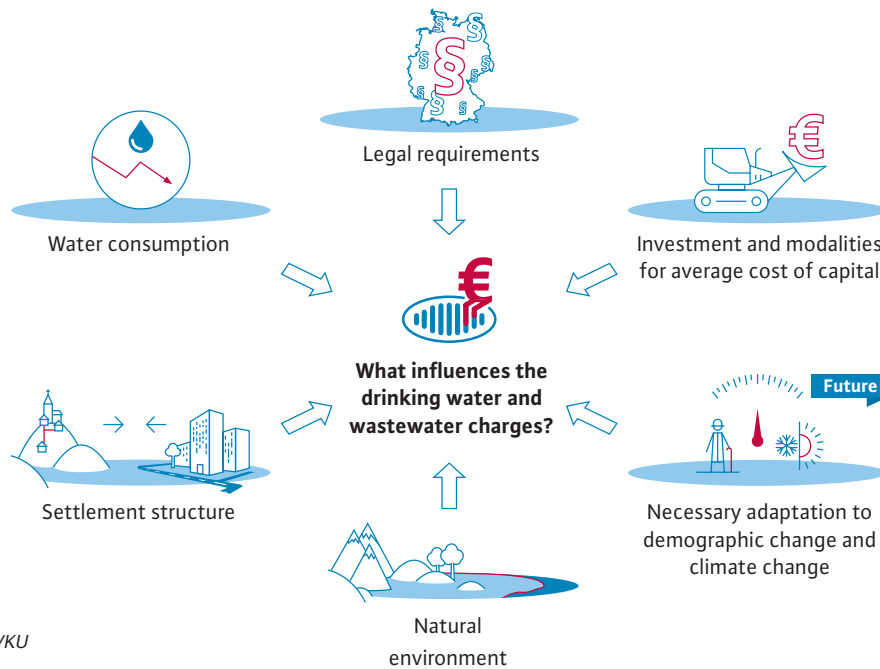 §
Legal requirements
Water consumption
€
Investment and modalities
for average cost of capital
€
What influences the
drinking water and
wastewater charges?
Settlement structure
Future
Necessary adaptation to
demographic change and
climate change
Natural
environment
/KU